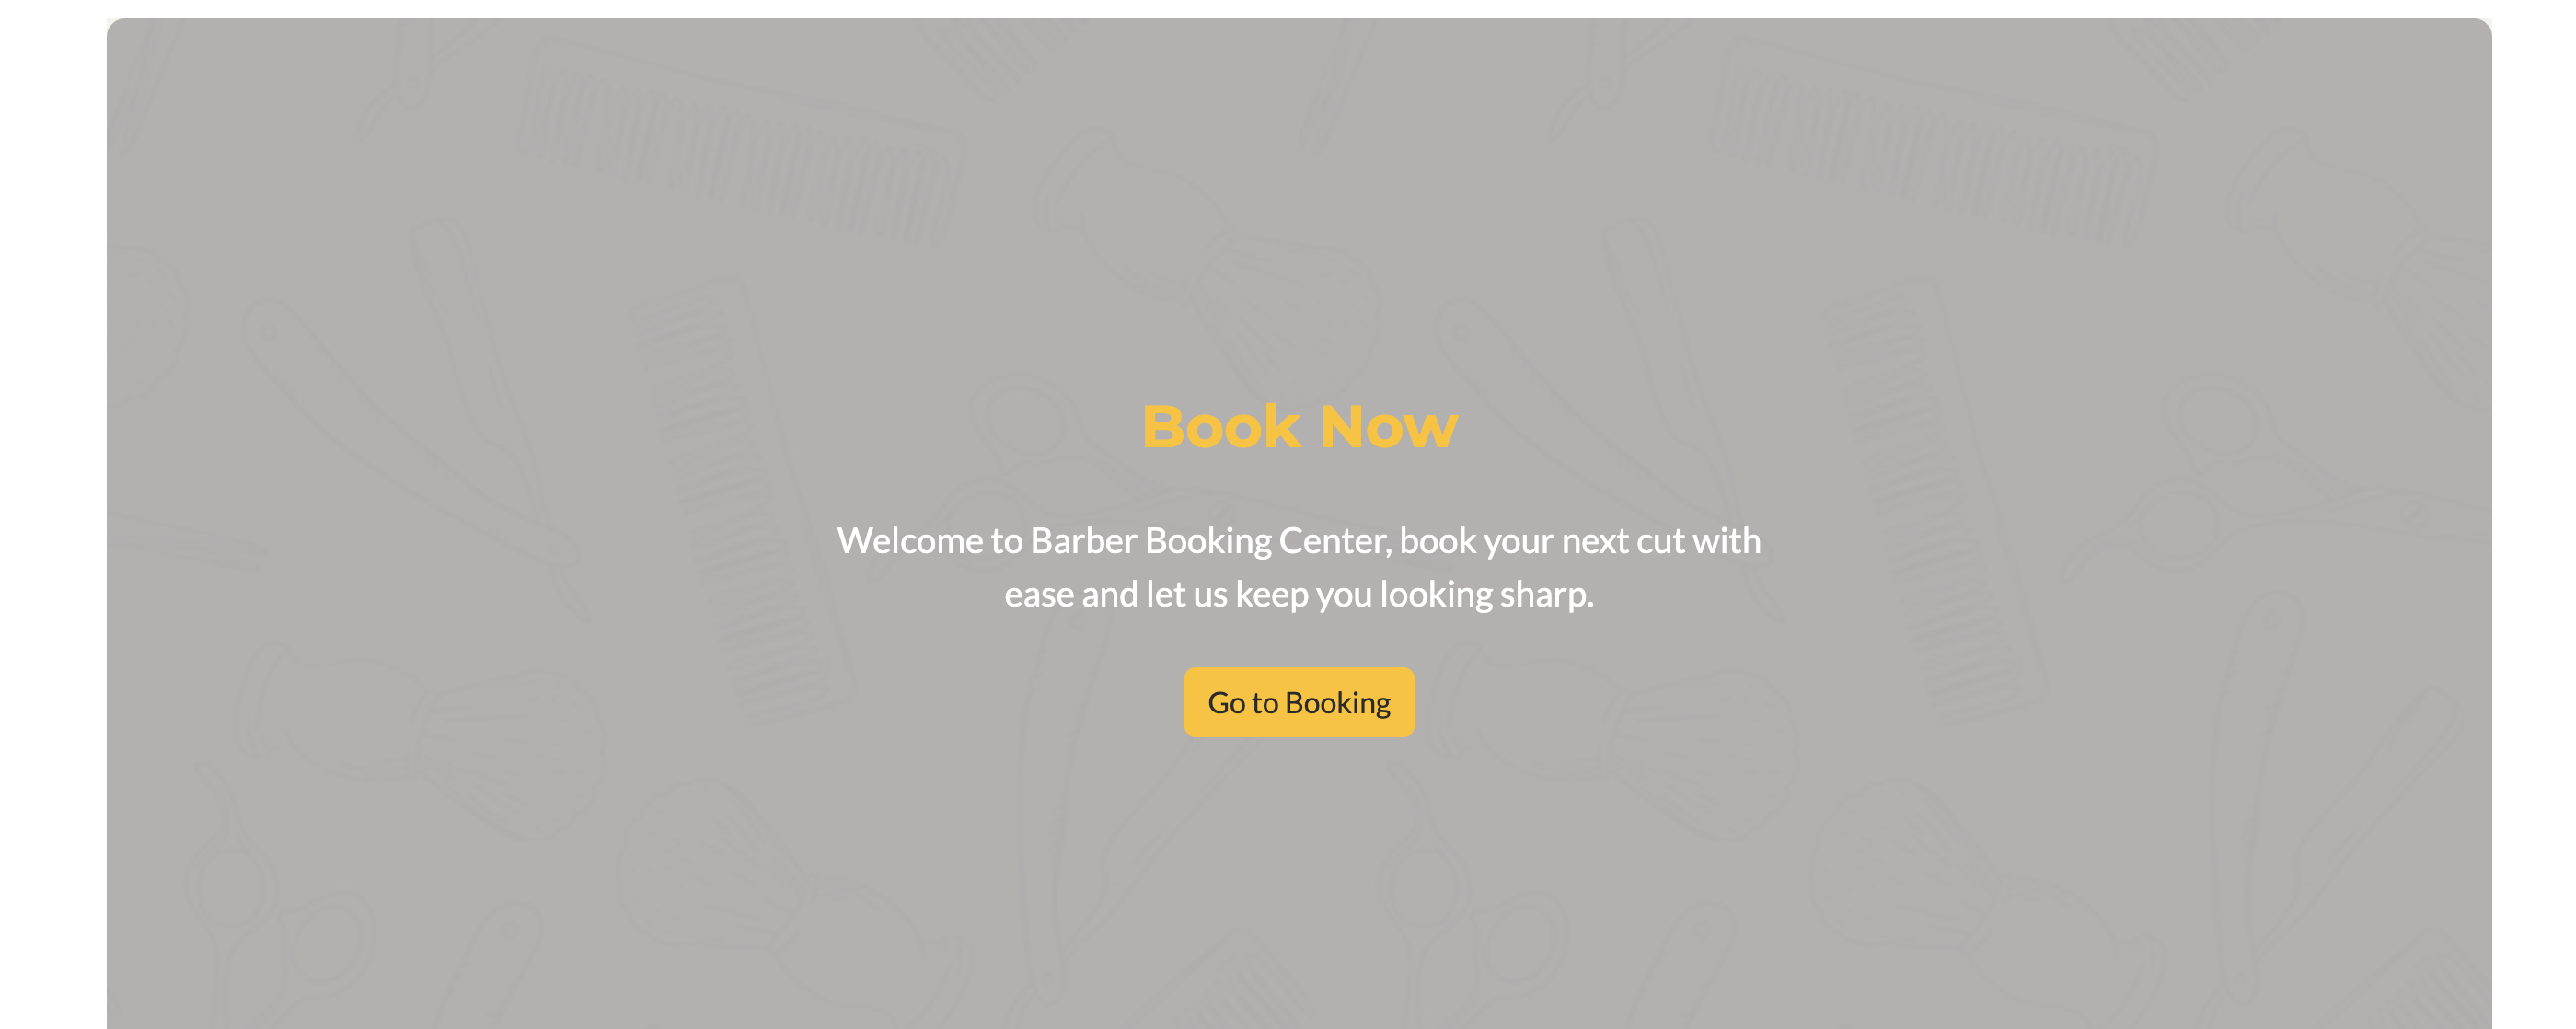 Book Now
Welcome to Barber Booking Center, book your next cut with
ease and let us keep you looking sharp.
Go to Booking